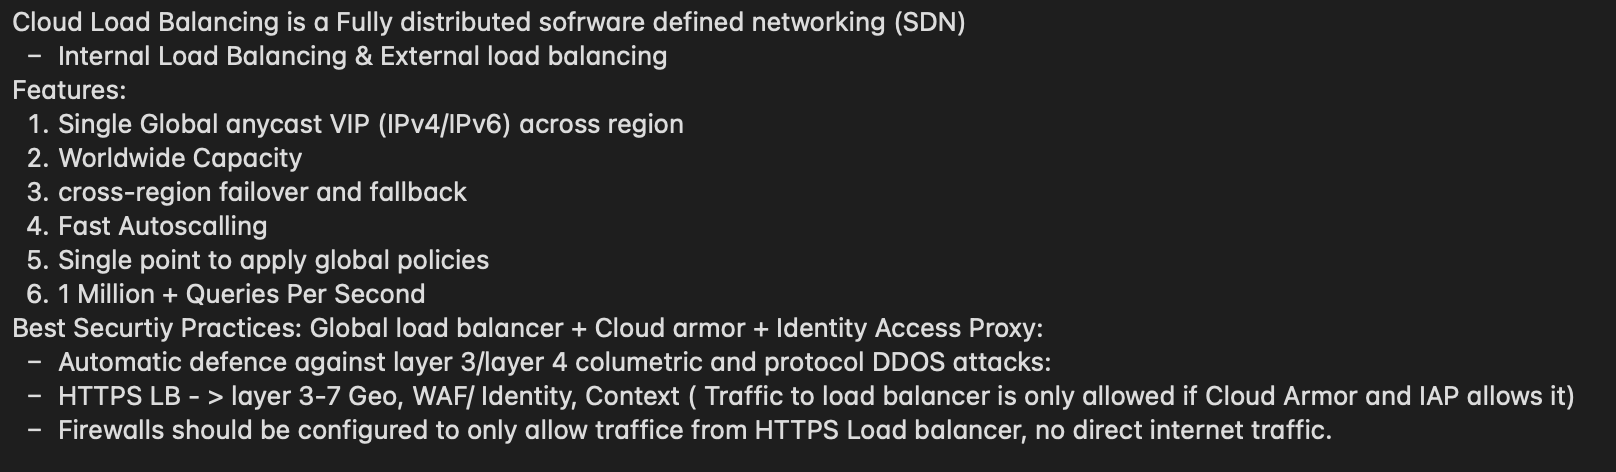 Cloud Load Balancing is a Fully distributed sofrware defined networking (SDN)
– Internal Load Balancing & External load balancing
Features:
1. Single Global anycast VIP (IPv4/IPv6) across region
2. Worldwide Capacity
3. cross-region failover and fallback
4. Fast Autoscalling
5. Single point to apply global policies
6. 1 Million + Queries Per Second
Best Securtiy Practices: Global load balancer + Cloud armor + Identity Access Proxy:
– Automatic defence against layer 3/layer 4 columetric and protocol DDOS attacks:
– HTTPS LB - > layer 3-7 Geo, WAF/ Identity, Context ( Traffic to load balancer is only allowed if Cloud Armor and IAP allows it)
– Firewalls should be configured to only allow traffice from HTTPS Load balancer, no direct internet traffic.